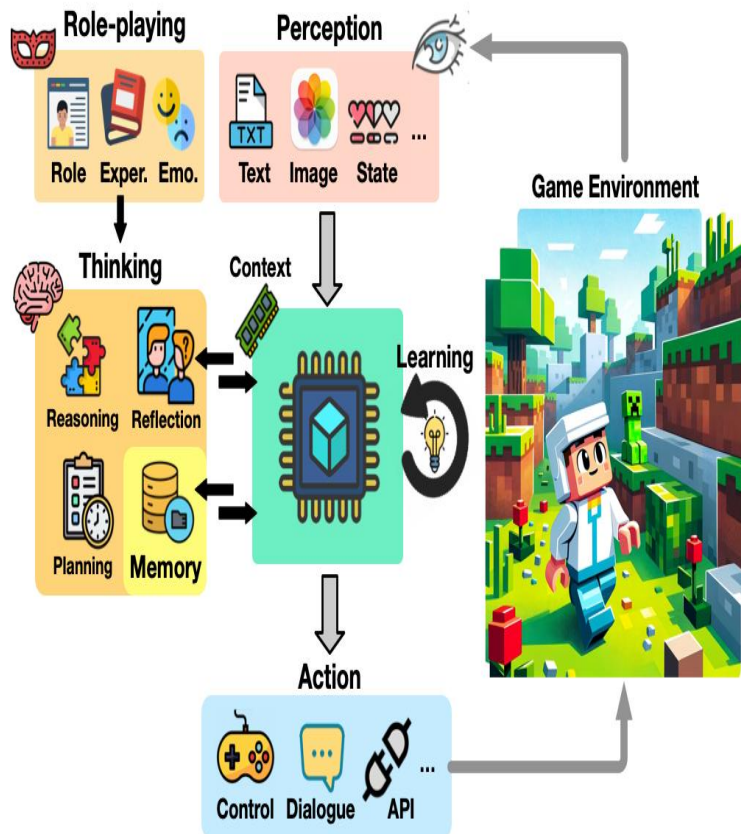 Role-playing
Role
Exper.
Emo.
Perception
TXT
Text
Image
State
...
Game Environment
Thinking
Reasoning
Reflection
Planning
Memory
Context
Learning
Action
Control
Dialogue
API
...